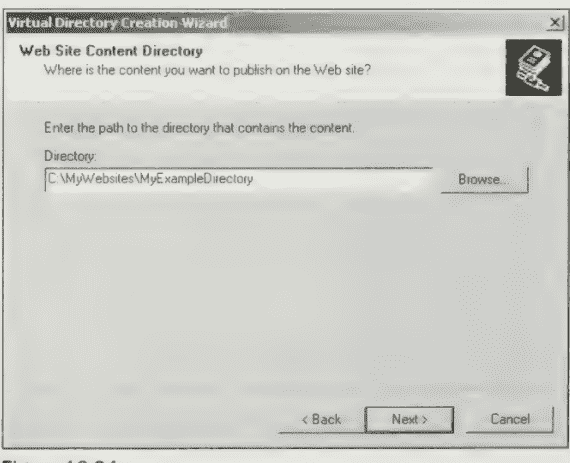 Virtual Directory Creation Wizard
Web Site Content Directory
Where is the content you want to publish on the Web site?
Enter the path to the directory that contains the content.
Directory:
C:\MyWebsites\MyExampleDirectory
Browse...
< Back
Next >
Cancel